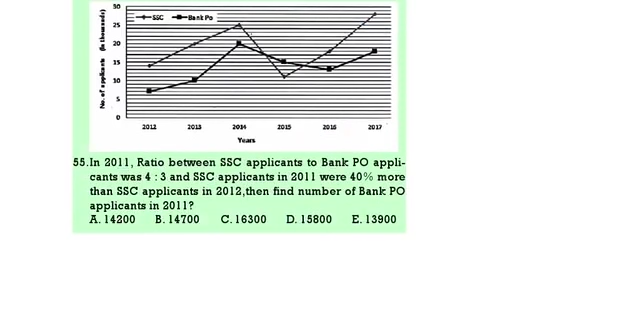 30
SSC Bank Po
25
20
15
10
5
0
No. of applicants (In thousands)
2012 2013 2014 2015 2016 2017
Years
55.In 2011, Ratio between SSC applicants to Bank PO appli-
cants was 4 : 3 and SSC applicants in 2011 were 40% more
than SSC applicants in 2012,then find number of Bank PO
applicants in 2011?
A. 14200 B. 14700 C. 16300 D. 15800 E. 13900